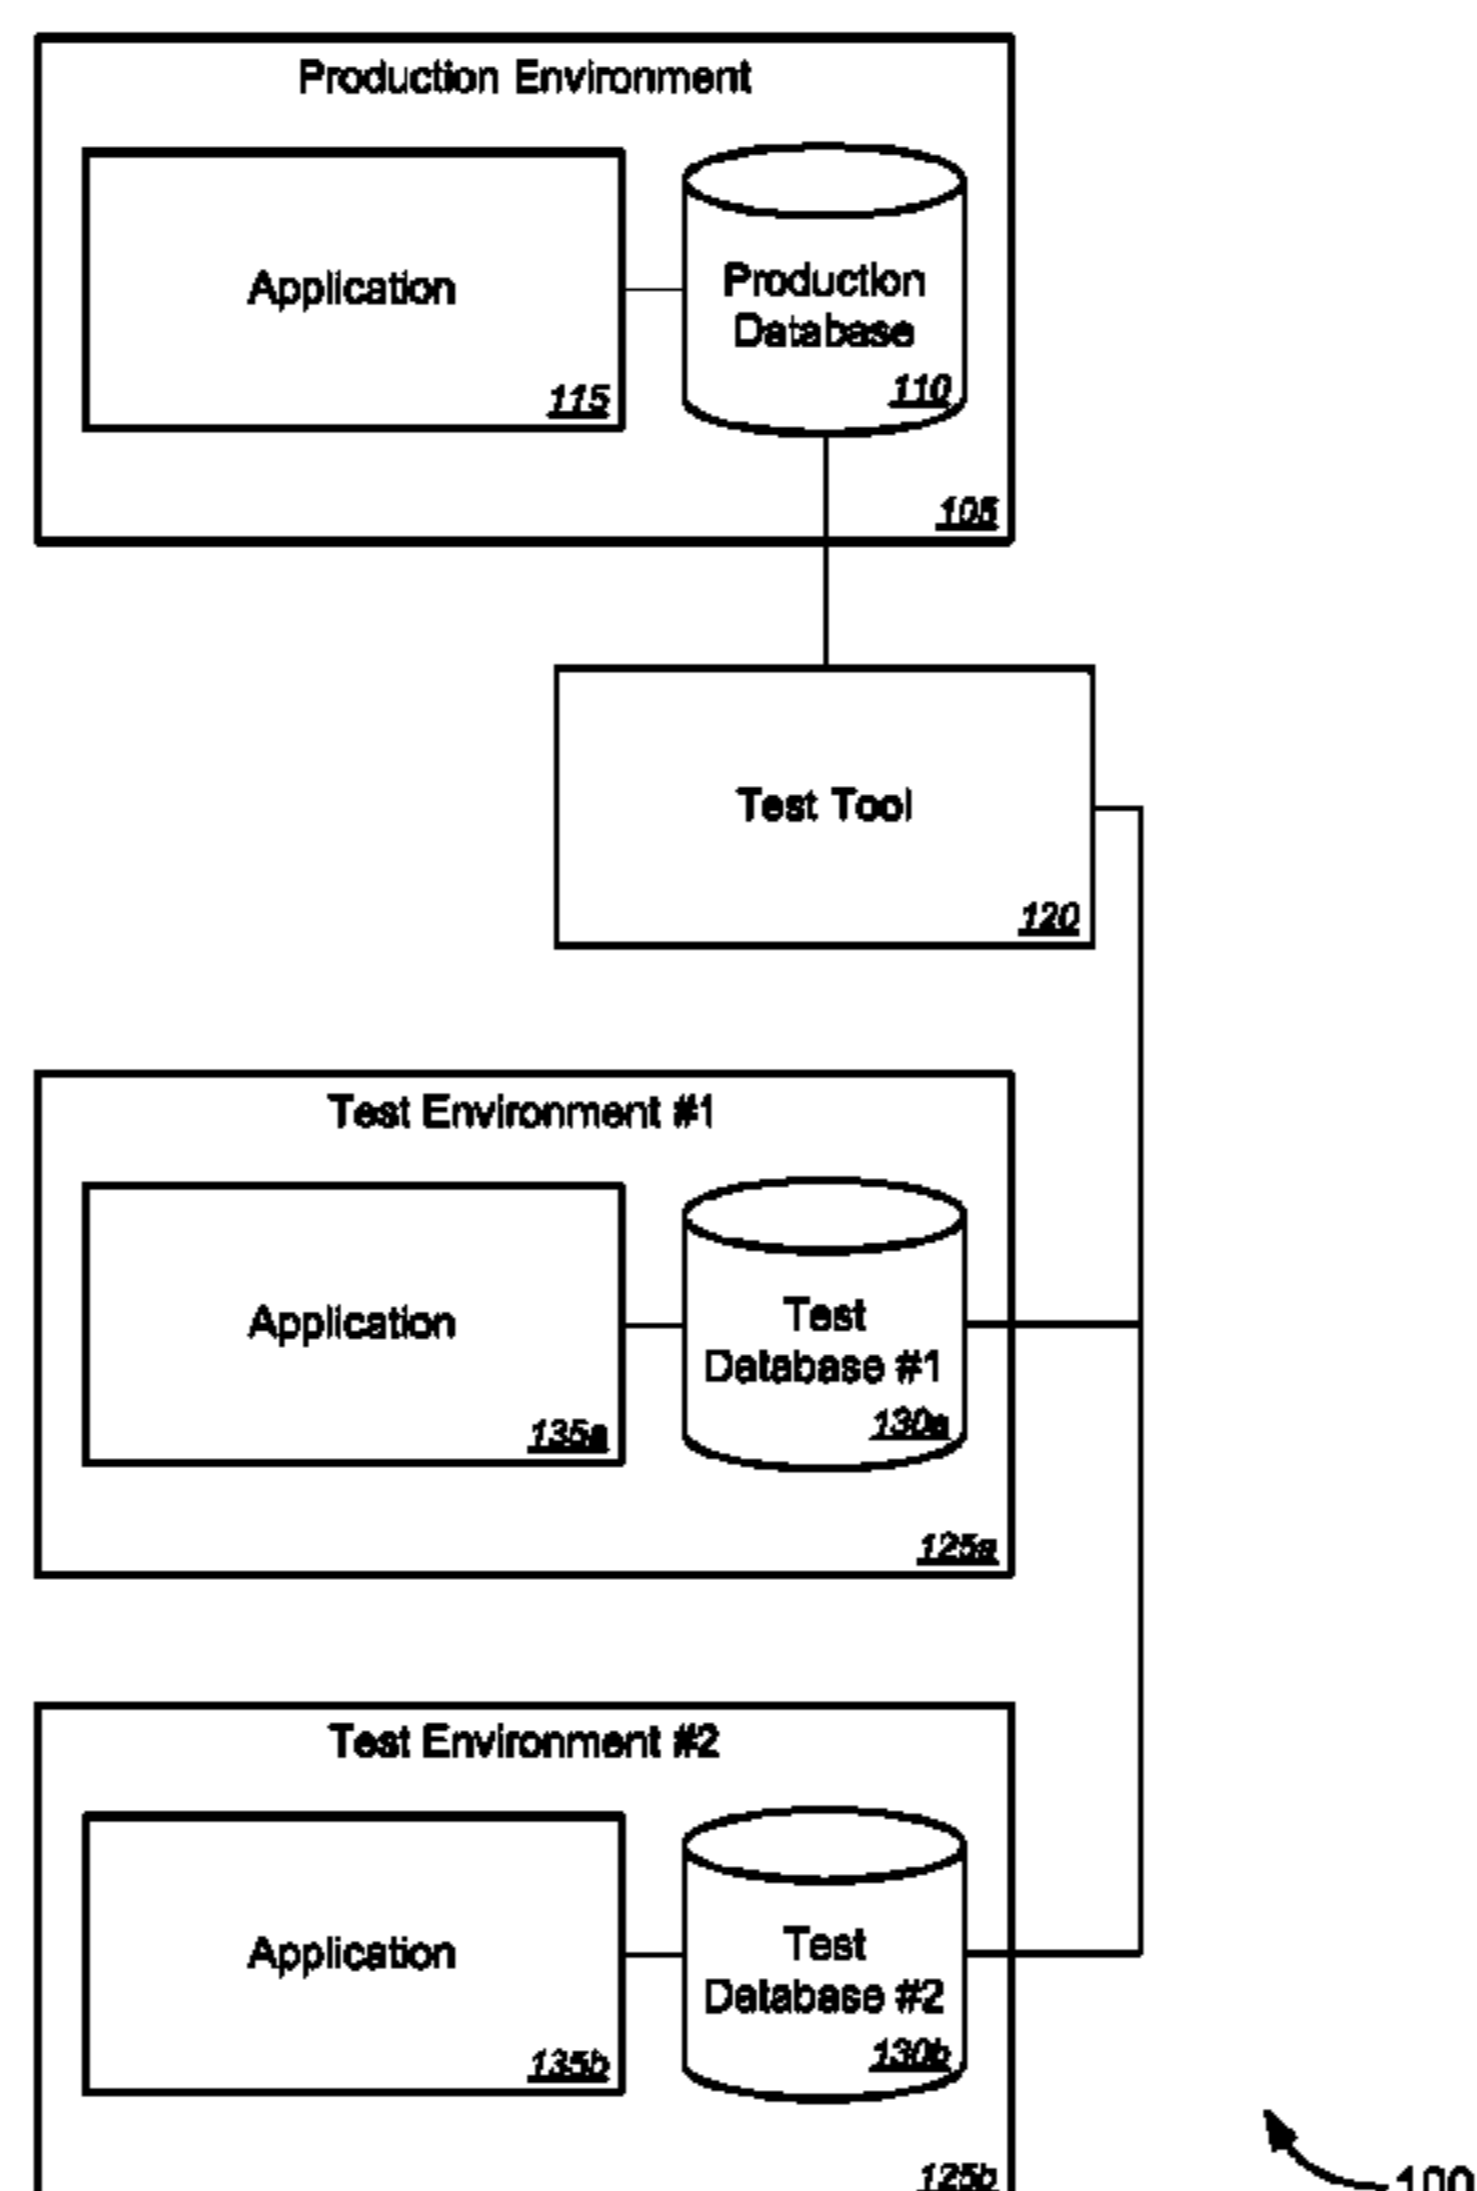 Production Environment
Application
115
Production
Database
110
105
Test Tool
120
Test Environment #1
Application
135a
Test
Database #1
130a
125a
Test Environment #2
Application
135b
Test
Database #2
130b
125b
100